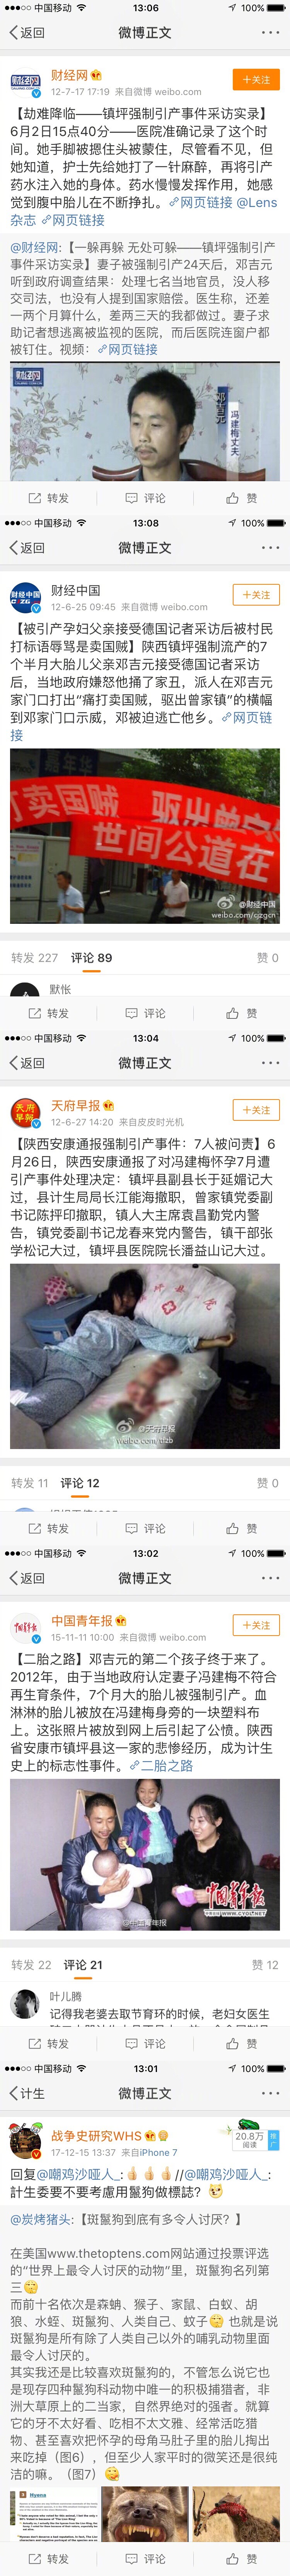 中国移动 13:06 100%
返回 微博正文
财经网
12-7-17 17:19 来自微博 weibo.com
+关注
【劫难降临——镇坪强制引产事件采访实录】
6月2日15点40分——医院准确记录了这个时
间。她手脚被摁住头被蒙住，尽管看不见，但
她知道，护士先给她打了一针麻醉，再将引产
药水注入她的身体。药水慢慢发挥作用，她感
觉到腹中胎儿在不断挣扎。网页链接 @Lens
杂志 网页链接
@财经网:【一躲再躲 无处可躲——镇坪强制引产
事件采访实录】妻子被强制引产24天后，邓吉元
听到政府调查结果：处理七名当地官员，没人移
交司法，也没有人提到国家赔偿。医生称，还差
一两个月算什么，差两三天的我都做过。妻子求
助记者想逃离被监视的医院，而后医院连窗户都
被钉住。视频：网页链接
财经网
邓吉元
冯建梅丈夫
转发 评论 赞
中国移动 13:08 100%
返回 微博正文
财经中国
12-6-25 09:45 来自微博 weibo.com
+关注
【被引产孕妇父亲接受德国记者采访后被村民
打标语辱骂是卖国贼】陕西镇坪强制流产的7
个半月大胎儿父亲邓吉元接受德国记者采访
后，当地政府嫌怒他捅了家丑，派人在邓吉元
家门口打出“痛打卖国贼，驱出曾家镇”的横幅
到邓家门口示威，邓被迫逃亡他乡。网页链
接
打卖国贼 驱出曾家
世间公道在
@财经中国
weibo.com/cjzgcn
转发 227 评论 89 赞 0
默怅
转发 评论 赞
中国移动 13:04 100%
返回 微博正文
天府早报
12-6-27 14:20 来自皮皮时光机
+关注
【陕西安康通报强制引产事件：7人被问责】6
月26日，陕西安康通报了对冯建梅怀孕7月遭
引产事件处理决定：镇坪县副县长于延媚记大
过，县计生局局长江能海撤职，曾家镇党委副
书记陈抨印撤职，镇人大主席袁昌勤党内警
告，镇党委副书记龙春来党内警告，镇干部张
学松记大过，镇坪县医院院长潘益山记大过。
@天府早报
weibo.com/tfzb
转发 11 评论 12 赞 0
转发 评论 赞
中国移动 13:02 100%
返回 微博正文
中国青年报
15-11-11 10:00 来自微博 weibo.com
+关注
【二胎之路】邓吉元的第二个孩子终于来了。
2012年，由于当地政府认定妻子冯建梅不符合
再生育条件，7个月大的胎儿被强制引产。血
淋淋的胎儿被放在冯建梅身旁的一块塑料布
上。这张照片被放到网上后引起了公愤。陕西
省安康市镇坪县这一家的悲惨经历，成为计生
史上的标志性事件。二胎之路
@中国青年报
中国青年报
WWW.CYOL.NET
转发 22 评论 21 赞 12
叶儿腾
记得我老婆去取节育环的时候，老妇女医生
转发 评论 赞
中国移动 13:01 100%
计生 微博正文
战争史研究WHS
17-12-15 13:37 来自iPhone 7
20.8万
阅读
推广
回复@嘲鸡沙哑人_: //@嘲鸡沙哑人_:
計生委要不要考慮用鬣狗做標誌？
@炭烤猪头:【斑鬣狗到底有多令人讨厌？】
在美国www.thetoptens.com网站通过投票评选
的“世界上最令人讨厌的动物”里，斑鬣狗名列第
三
而前十名依次是森蚺、猴子、家鼠、白蚁、胡
狼、水蛭、斑鬣狗、人类自己、蚊子 也就是说
斑鬣狗是所有除了人类自己以外的哺乳动物里面
最令人讨厌的。
其实我还是比较喜欢斑鬣狗的，不管怎么说它也
是现存四种鬣狗科动物中唯一的积极捕猎者，非
洲大草原上的二当家，自然界绝对的强者。就算
它的牙不太好看、吃相不太文雅、经常活吃猎
物、甚至喜欢把怀孕的母角马肚子里的胎儿掏出
来吃掉（图6），但至少人家平时的微笑还是很纯
洁的嘛。（图7）
Hyena
转发 评论 赞